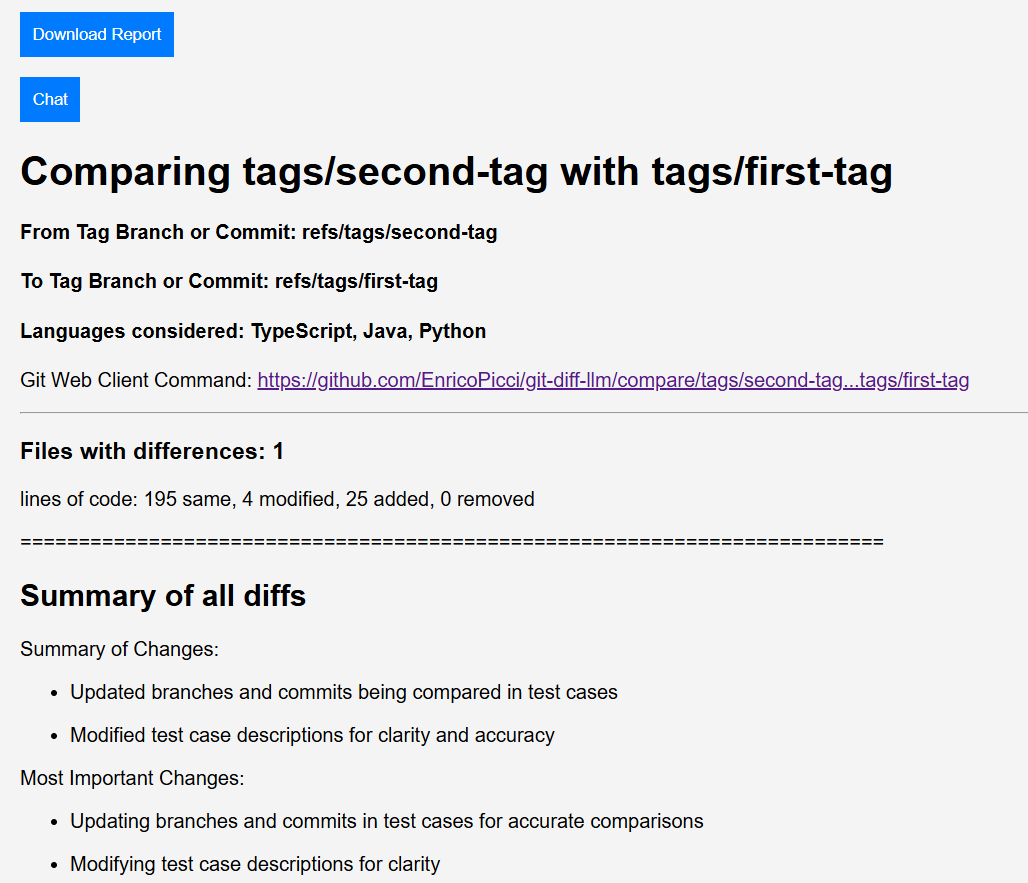 Download Report
Chat
Comparing tags/second-tag with tags/first-tag
From Tag Branch or Commit: refs/tags/second-tag
To Tag Branch or Commit: refs/tags/first-tag
Languages considered: TypeScript, Java, Python
Git Web Client Command: https://github.com/EnricoPicci/git-diff-llm/compare/tags/second-tag...tags/first-tag
Files with differences: 1
lines of code: 195 same, 4 modified, 25 added, 0 removed
==========================================================================
Summary of all diffs
Summary of Changes:
• Updated branches and commits being compared in test cases
• Modified test case descriptions for clarity and accuracy
Most Important Changes:
• Updating branches and commits in test cases for accurate comparisons
• Modifying test case descriptions for clarity